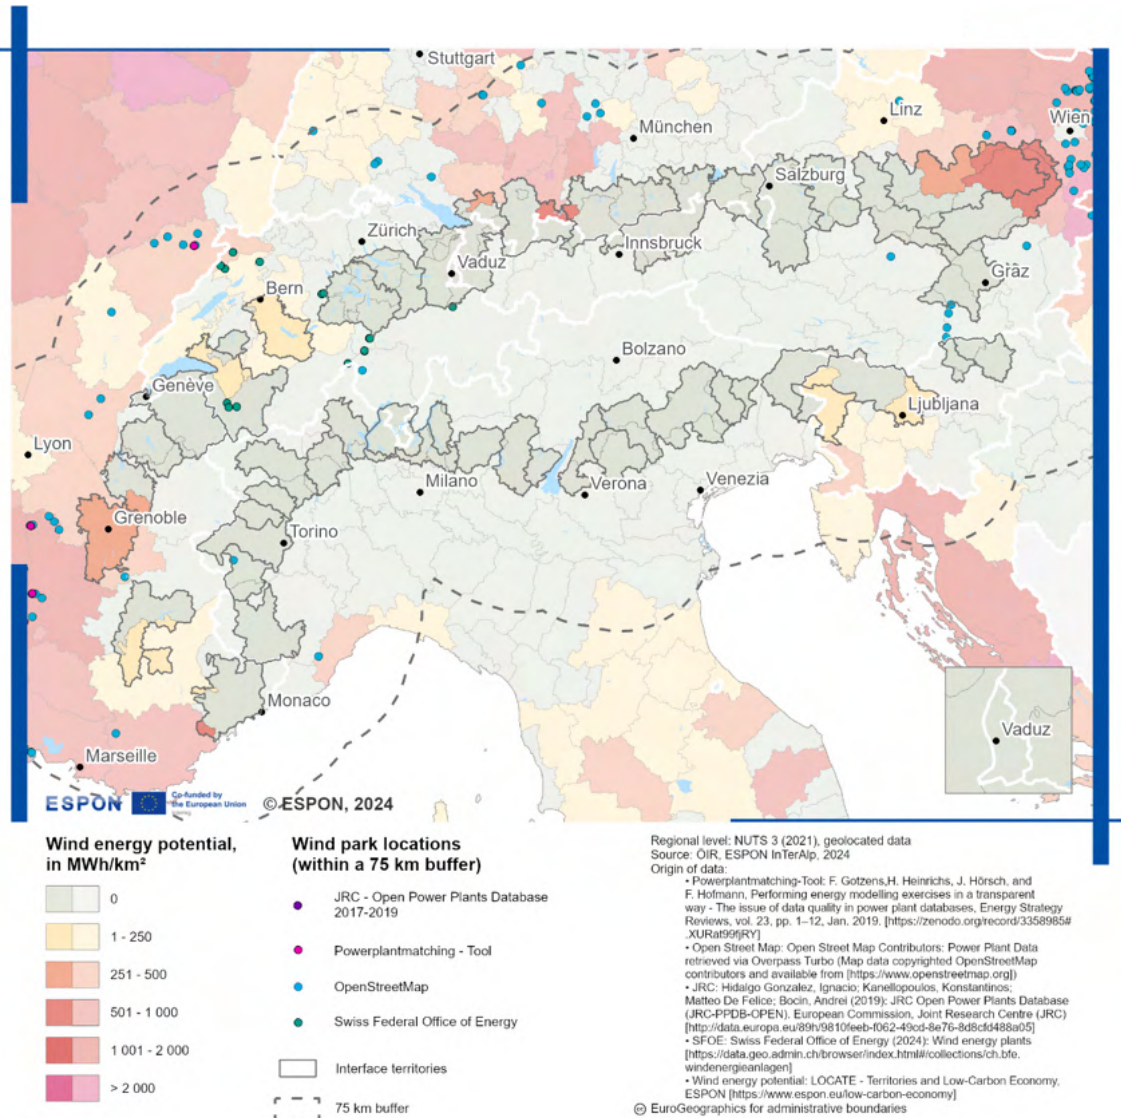 Stuttgart
Linz
Wien
München
Salzburg
Zürich
Innsbruck
Vaduz
Graz
Bern
Bolzano
Genève
Ljubljana
Lyon
Milano
Verona
Venezia
Grenoble
Torino
Monaco
Vaduz
Marseille
ESPON
Co-funded by
the European Union
© ESPON, 2024
Wind energy potential,
in MWh/km²
0
1 - 250
251 - 500
501 - 1 000
1 001 - 2 000
> 2 000
Wind park locations
(within a 75 km buffer)
JRC - Open Power Plants Database
2017-2019
Powerplantmatching - Tool
OpenStreetMap
Swiss Federal Office of Energy
Interface territories
75 km buffer
Regional level: NUTS 3 (2021), geolocated data
Source: ÖIR, ESPON InTerAlp, 2024
Origin of data:
• Powerplantmatching-Tool: F. Gotzens,H. Heinrichs, J. Hörsch, and
F. Hofmann, Performing energy modelling exercises in a transparent
way - The issue of data quality in power plant databases, Energy Strategy
Reviews, vol. 23, pp. 1–12, Jan. 2019. [https://zenodo.org/record/3358985#
.XURat99fjRY]
• Open Street Map: Open Street Map Contributors: Power Plant Data
retrieved via Overpass Turbo (Map data copyrighted OpenStreetMap
contributors and available from [https://www.openstreetmap.org])
• JRC: Hidalgo Gonzalez, Ignacio; Kanellopoulos, Konstantinos;
Matteo De Felice; Bocin, Andrei (2019): JRC Open Power Plants Database
(JRC-PPDB-OPEN). European Commission, Joint Research Centre (JRC)
[http://data.europa.eu/89h/9810feeb-f062-49cd-8e76-8d8cfd488a05]
• SFOE: Swiss Federal Office of Energy (2024): Wind energy plants
[https://data.geo.admin.ch/browser/index.html#/collections/ch.bfe.
windenergieanlagen]
• Wind energy potential: LOCATE - Territories and Low-Carbon Economy,
ESPON [https://www.espon.eu/low-carbon-economy]
© EuroGeographics for administrative boundaries